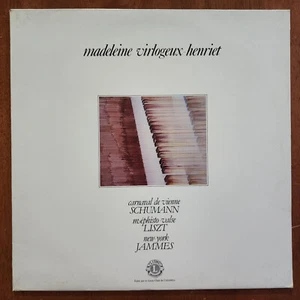 madeleine virlogeux henriet
carnaval de vienne
SCHUMANN
méphisto valse
LISZT
new-york
JAMMES